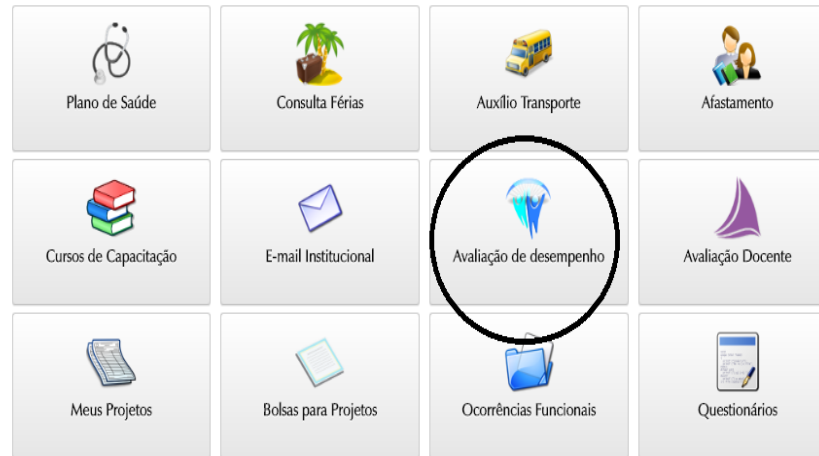 Plano de Saúde
Consulta Férias
Auxílio Transporte
Afastamento
Cursos de Capacitação
E-mail Institucional
Avaliação de desempenho
Avaliação Docente
Meus Projetos
Bolsas para Projetos
Ocorrências Funcionais
Questionários